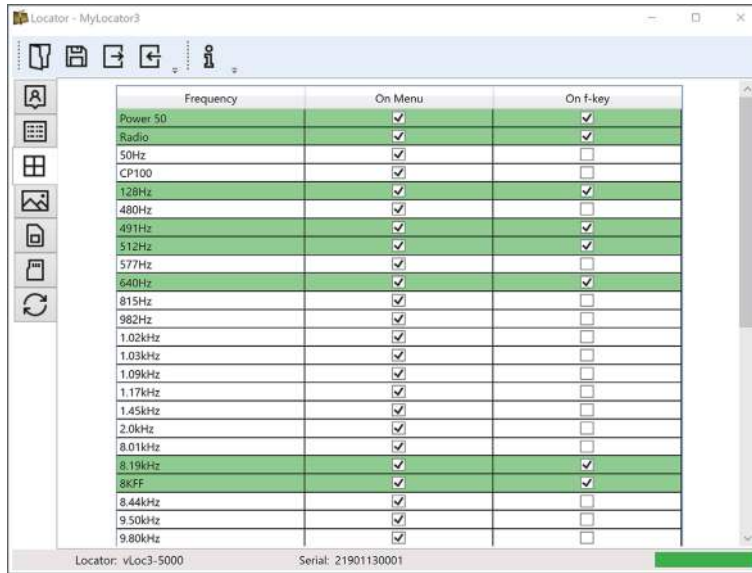 Locator - MyLocator3
Frequency On Menu On f-key
Power 50
Radio
50Hz
CP100
128Hz
480Hz
491Hz
512Hz
577Hz
640Hz
815Hz
982Hz
1.02kHz
1.03kHz
1.09kHz
1.17kHz
1.45kHz
2.0kHz
8.01kHz
8.19kHz
8KFF
8.44kHz
9.50kHz
9.80kHz
Locator: vLoc3-5000 Serial: 21901130001